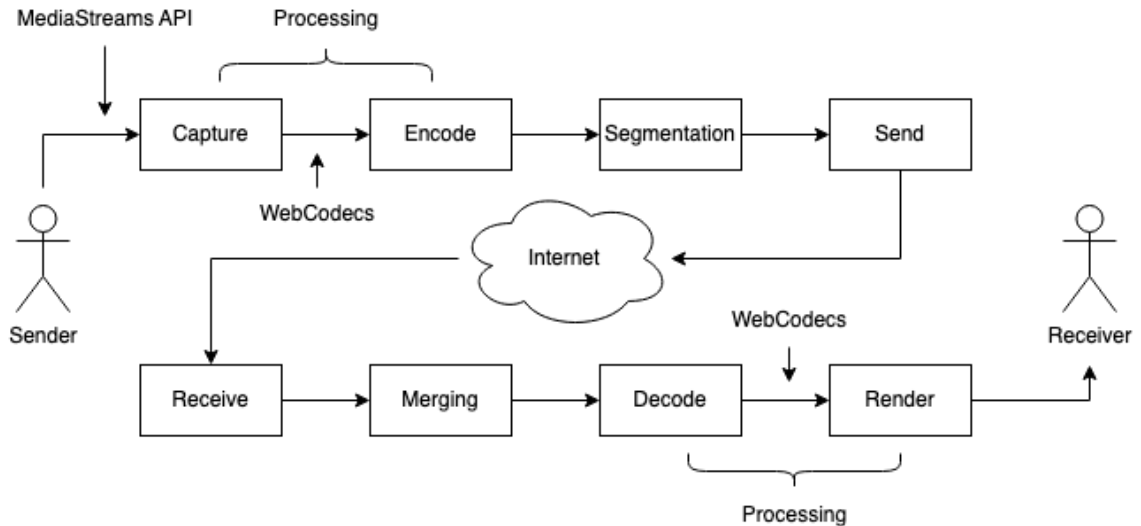 MediaStreams API
Processing
Capture
Encode
Segmentation
Send
WebCodecs
Internet
Sender
WebCodecs
Receiver
Receive
Merging
Decode
Render
Processing